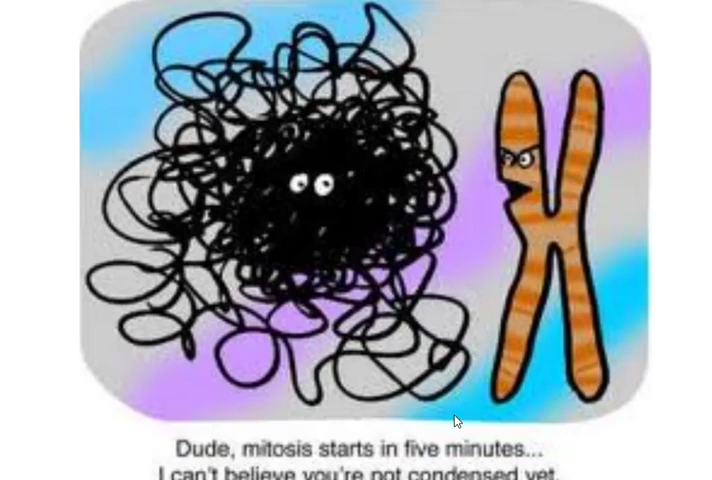 Dude, mitosis starts in five minutes...
I can't believe you're not condensed yet.